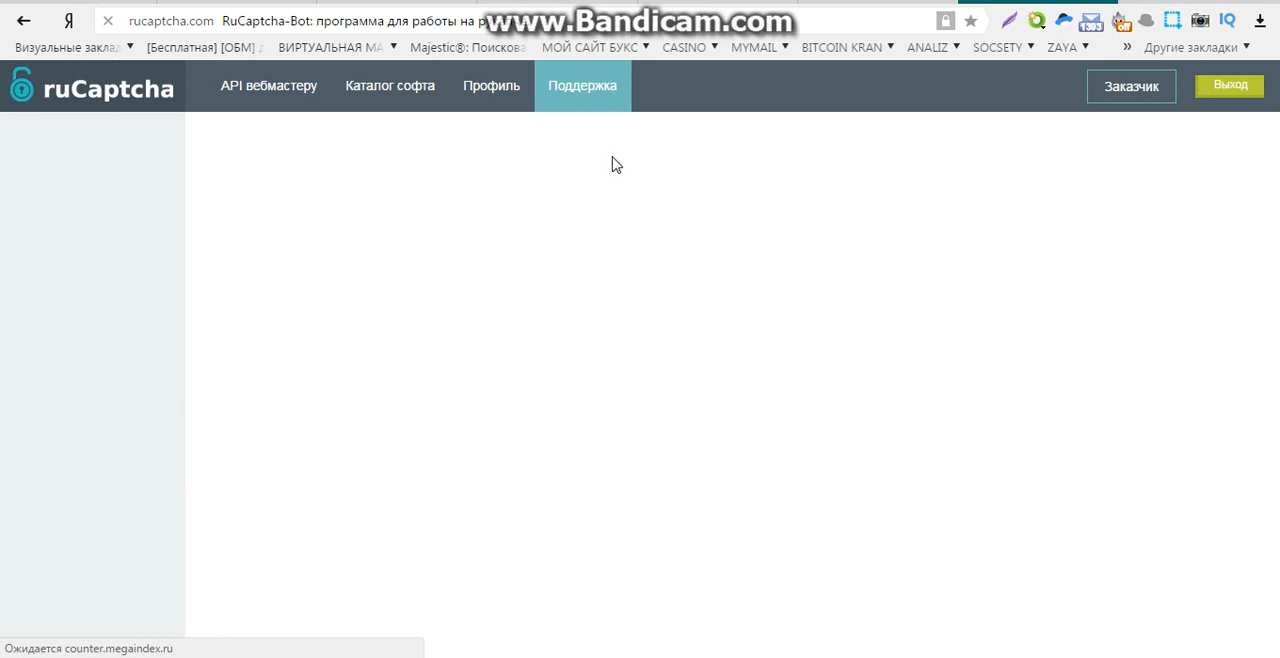 www.Bandicam.com
Я rucaptcha.com RuCaptcha-Bot: программа для работы на
1393 Off IQ
Визуальные заклад [Бесплатная] [ОБМ] ВИРТУАЛЬНАЯ МА Majestic®: Поискова МОЙ САЙТ БУКС CASINO MYMAIL BITCOIN KRAN ANALIZ SOCSETY ZAYA » Другие закладки
ruCaptcha API вебмастеру Каталог софта Профиль Поддержка Заказчик Выход
Ожидается counter.megaindex.ru